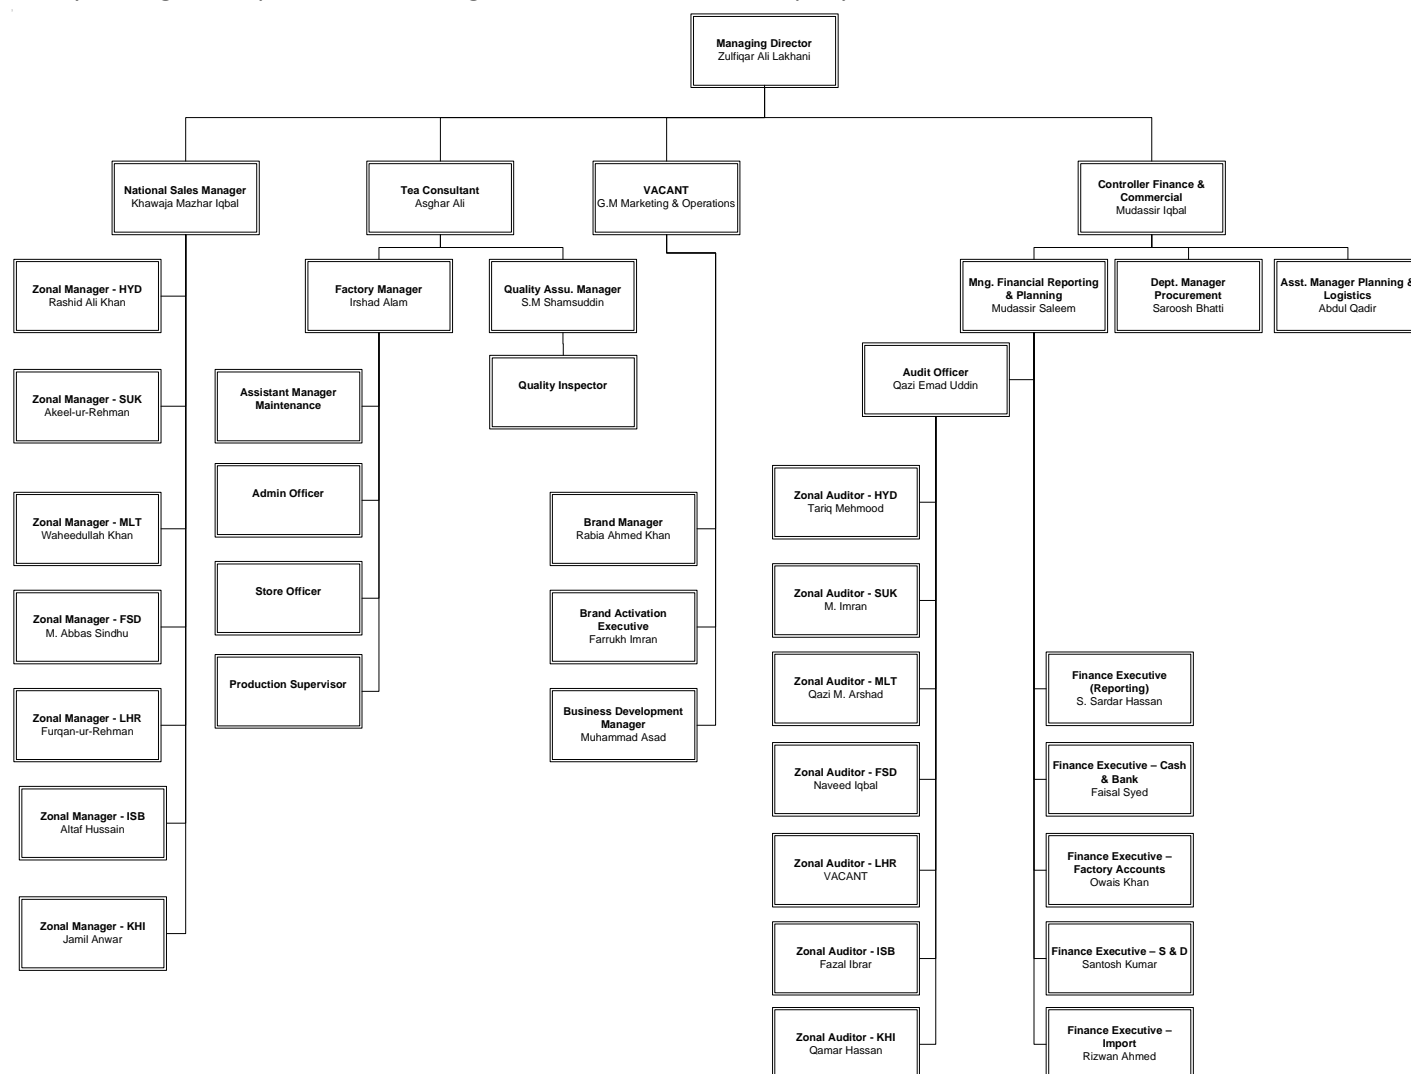 Managing Director
Zulfiqar Ali Lakhani
National Sales Manager
Khawaja Mazhar Iqbal
Tea Consultant
Asghar Ali
VACANT
G.M Marketing & Operations
Controller Finance &
Commercial
Mudassir Iqbal
Zonal Manager - HYD
Rashid Ali Khan
Factory Manager
Irshad Alam
Quality Assu. Manager
S.M Shamsuddin
Mng. Financial Reporting
& Planning
Mudassir Saleem
Dept. Manager
Procurement
Saroosh Bhatti
Asst. Manager Planning &
Logistics
Abdul Qadir
Zonal Manager - SUK
Akeel-ur-Rehman
Assistant Manager
Maintenance
Quality Inspector
Audit Officer
Qazi Emad Uddin
Zonal Manager - MLT
Waheedullah Khan
Admin Officer
Brand Manager
Rabia Ahmed Khan
Zonal Auditor - HYD
Tariq Mehmood
Zonal Manager - FSD
M. Abbas Sindhu
Store Officer
Brand Activation
Executive
Farrukh Imran
Zonal Auditor - SUK
M. Imran
Zonal Manager - LHR
Furqan-ur-Rehman
Production Supervisor
Business Development
Manager
Muhammad Asad
Zonal Auditor - MLT
Qazi M. Arshad
Finance Executive
(Reporting)
S. Sardar Hassan
Zonal Manager - ISB
Altaf Hussain
Zonal Auditor - FSD
Naveed Iqbal
Finance Executive – Cash
& Bank
Faisal Syed
Zonal Manager - KHI
Jamil Anwar
Zonal Auditor - LHR
VACANT
Finance Executive –
Factory Accounts
Owais Khan
Zonal Auditor - ISB
Fazal Ibrar
Finance Executive – S & D
Santosh Kumar
Zonal Auditor - KHI
Qamar Hassan
Finance Executive –
Import
Rizwan Ahmed